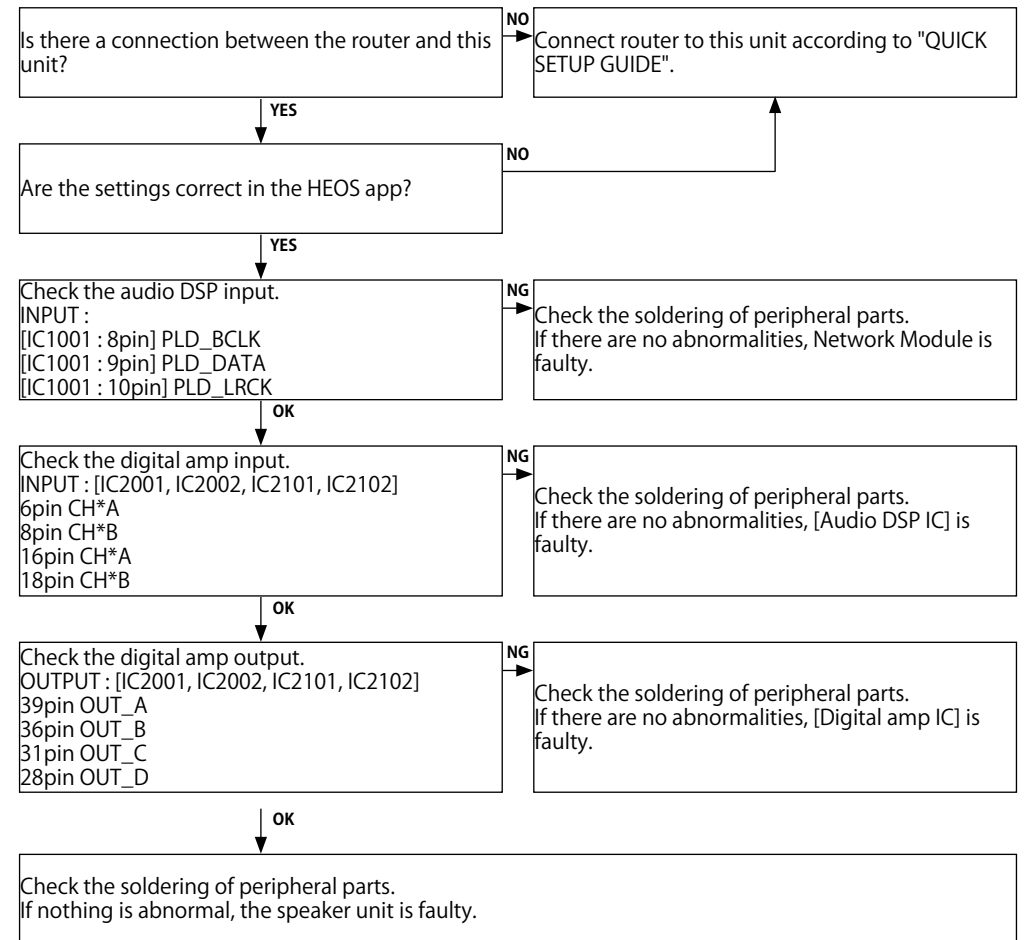 Is there a connection between the router and this
unit?
NO
Connect router to this unit according to "QUICK
SETUP GUIDE".
YES
Are the settings correct in the HEOS app?
NO
YES
Check the audio DSP input.
INPUT :
[IC1001 : 8pin] PLD_BCLK
[IC1001 : 9pin] PLD_DATA
[IC1001 : 10pin] PLD_LRCK
NG
Check the soldering of peripheral parts.
If there are no abnormalities, Network Module is
faulty.
OK
Check the digital amp input.
INPUT : [IC2001, IC2002, IC2101, IC2102]
6pin CH*A
8pin CH*B
16pin CH*A
18pin CH*B
NG
Check the soldering of peripheral parts.
If there are no abnormalities, [Audio DSP IC] is
faulty.
OK
Check the digital amp output.
OUTPUT : [IC2001, IC2002, IC2101, IC2102]
39pin OUT_A
36pin OUT_B
31pin OUT_C
28pin OUT_D
NG
Check the soldering of peripheral parts.
If there are no abnormalities, [Digital amp IC] is
faulty.
OK
Check the soldering of peripheral parts.
If nothing is abnormal, the speaker unit is faulty.